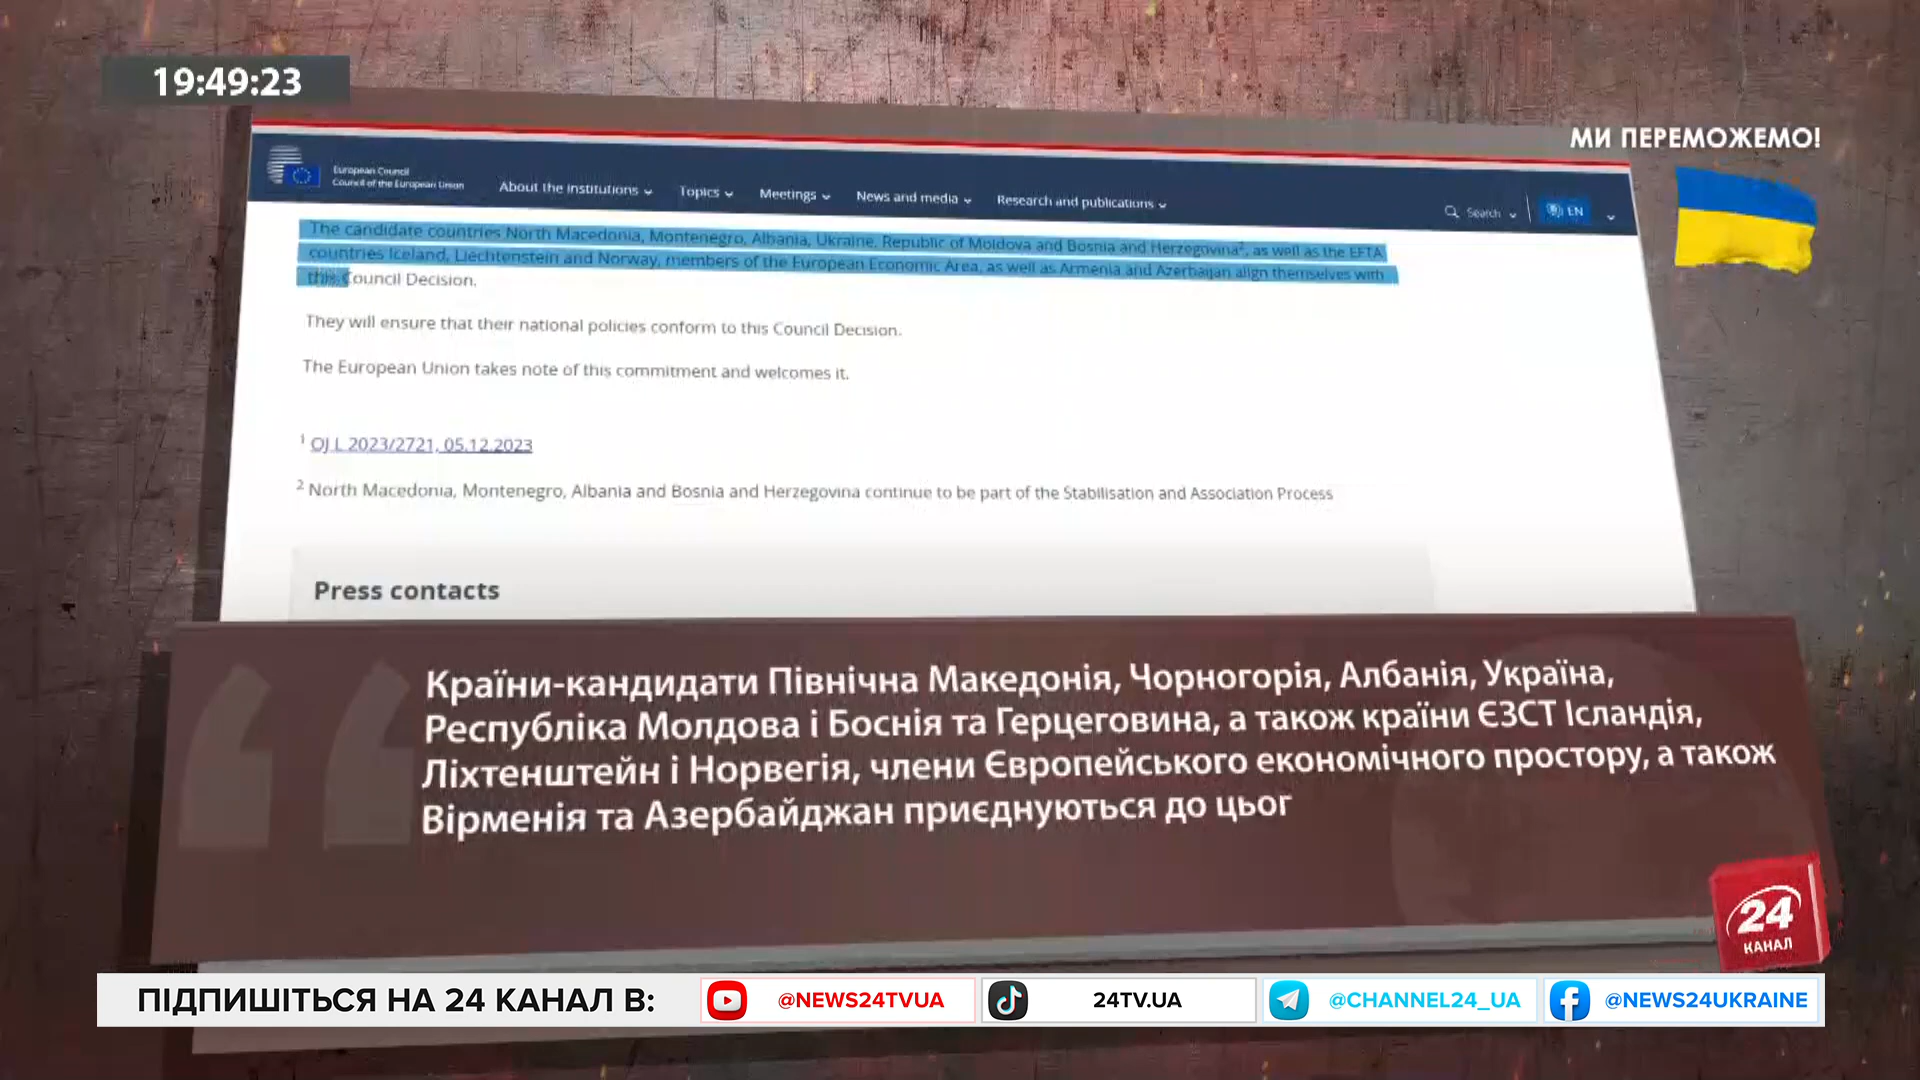 19:49:23
МИ ПЕРЕМОЖЕМО!
European Council
Council of the European Union
About the institutions
Topics
Meetings
News and media
Research and publications
Search
EN
The candidate countries North Macedonia, Montenegro, Albania, Ukraine, Republic of Moldova and Bosnia and Herzegovina², as well as the EFTA
countries Iceland, Liechtenstein and Norway, members of the European Economic Area, as well as Armenia and Azerbaijan align themselves with
this Council Decision.
They will ensure that their national policies conform to this Council Decision.
The European Union takes note of this commitment and welcomes it.
¹ OJ L 2023/2721, 05.12.2023
² North Macedonia, Montenegro, Albania and Bosnia and Herzegovina continue to be part of the Stabilisation and Association Process
Press contacts
Країни-кандидати Північна Македонія, Чорногорія, Албанія, Україна,
Республіка Молдова і Боснія та Герцеговина, а також країни ЄЗСТ Ісландія,
Ліхтенштейн і Норвегія, члени Європейського економічного простору, а також
Вірменія та Азербайджан приєднуються до цьог
24
КАНАЛ
ПІДПИШІТЬСЯ НА 24 КАНАЛ В:
@NEWS24TVUA
24TV.UA
@CHANNEL24_UA
@NEWS24UKRAINE